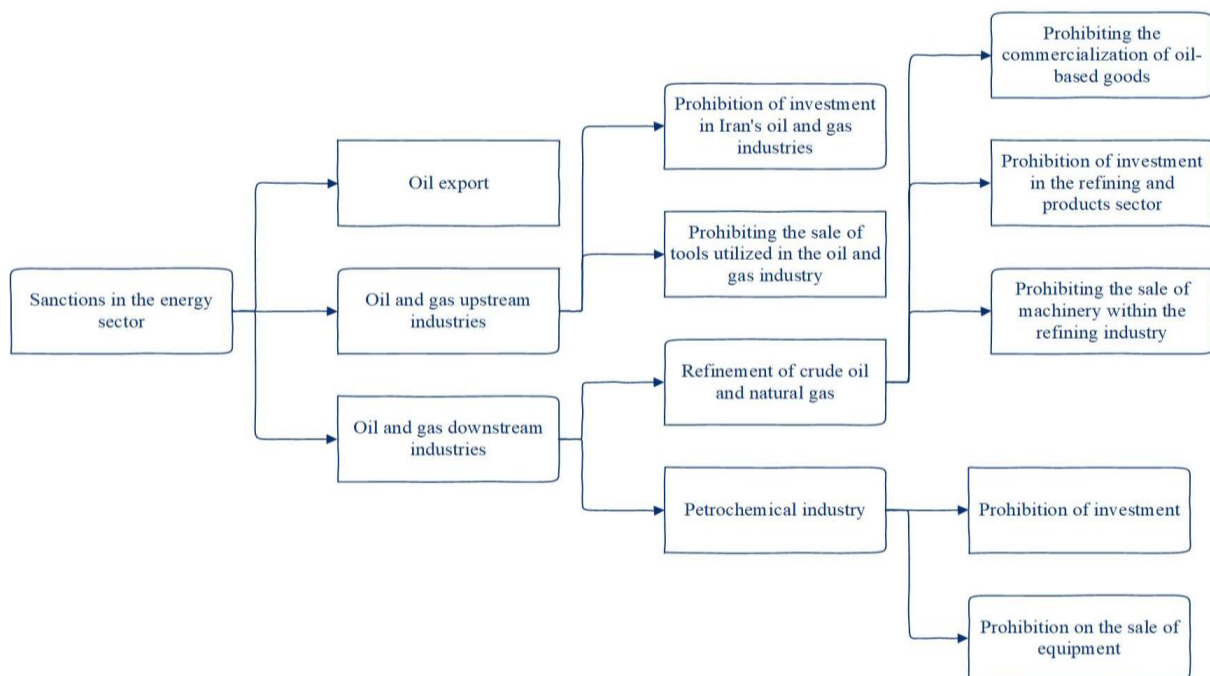 Sanctions in the energy
sector
Oil export
Oil and gas upstream
industries
Oil and gas downstream
industries
Prohibition of investment
in Iran's oil and gas
industries
Prohibiting the sale of
tools utilized in the oil and
gas industry
Refinement of crude oil
and natural gas
Petrochemical industry
Prohibiting the
commercialization of oil-
based goods
Prohibition of investment
in the refining and
products sector
Prohibiting the sale of
machinery within the
refining industry
Prohibition of investment
Prohibition on the sale of
equipment